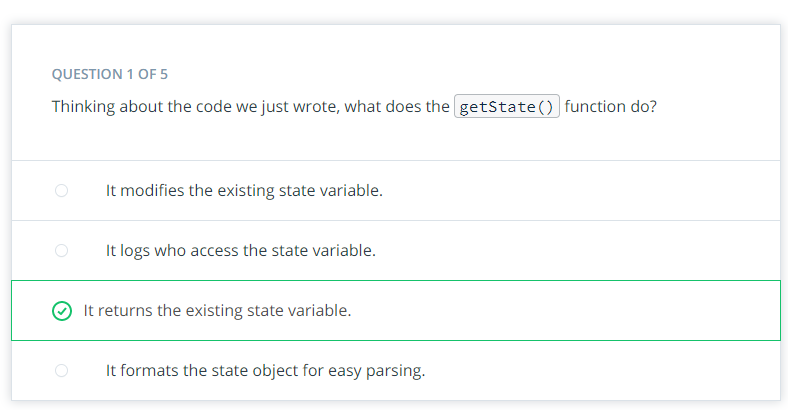 QUESTION 1 OF 5
Thinking about the code we just wrote, what does the getState() function do?
It modifies the existing state variable.
It logs who access the state variable.
It returns the existing state variable.
It formats the state object for easy parsing.